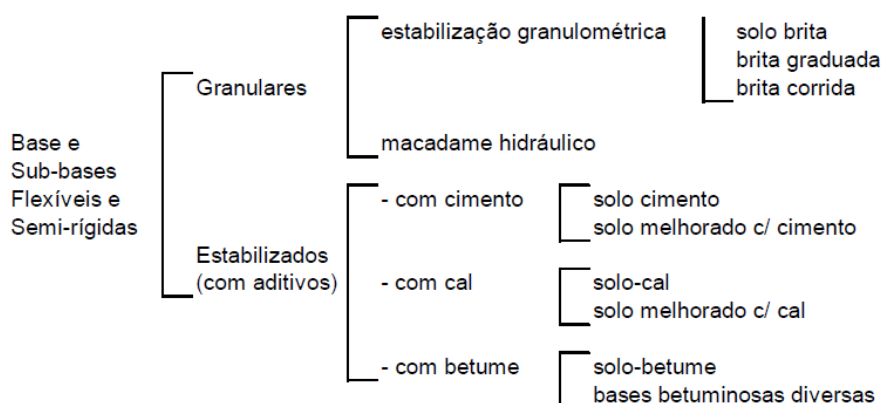 estabilização granulométrica
solo brita
brita graduada
brita corrida
Granulares
Base e
Sub-bases
Flexíveis e
Semi-rígidas
macadame hidráulico
- com cimento
solo cimento
solo melhorado c/ cimento
Estabilizados
(com aditivos)
- com cal
solo-cal
solo melhorado c/ cal
- com betume
solo-betume
bases betuminosas diversas